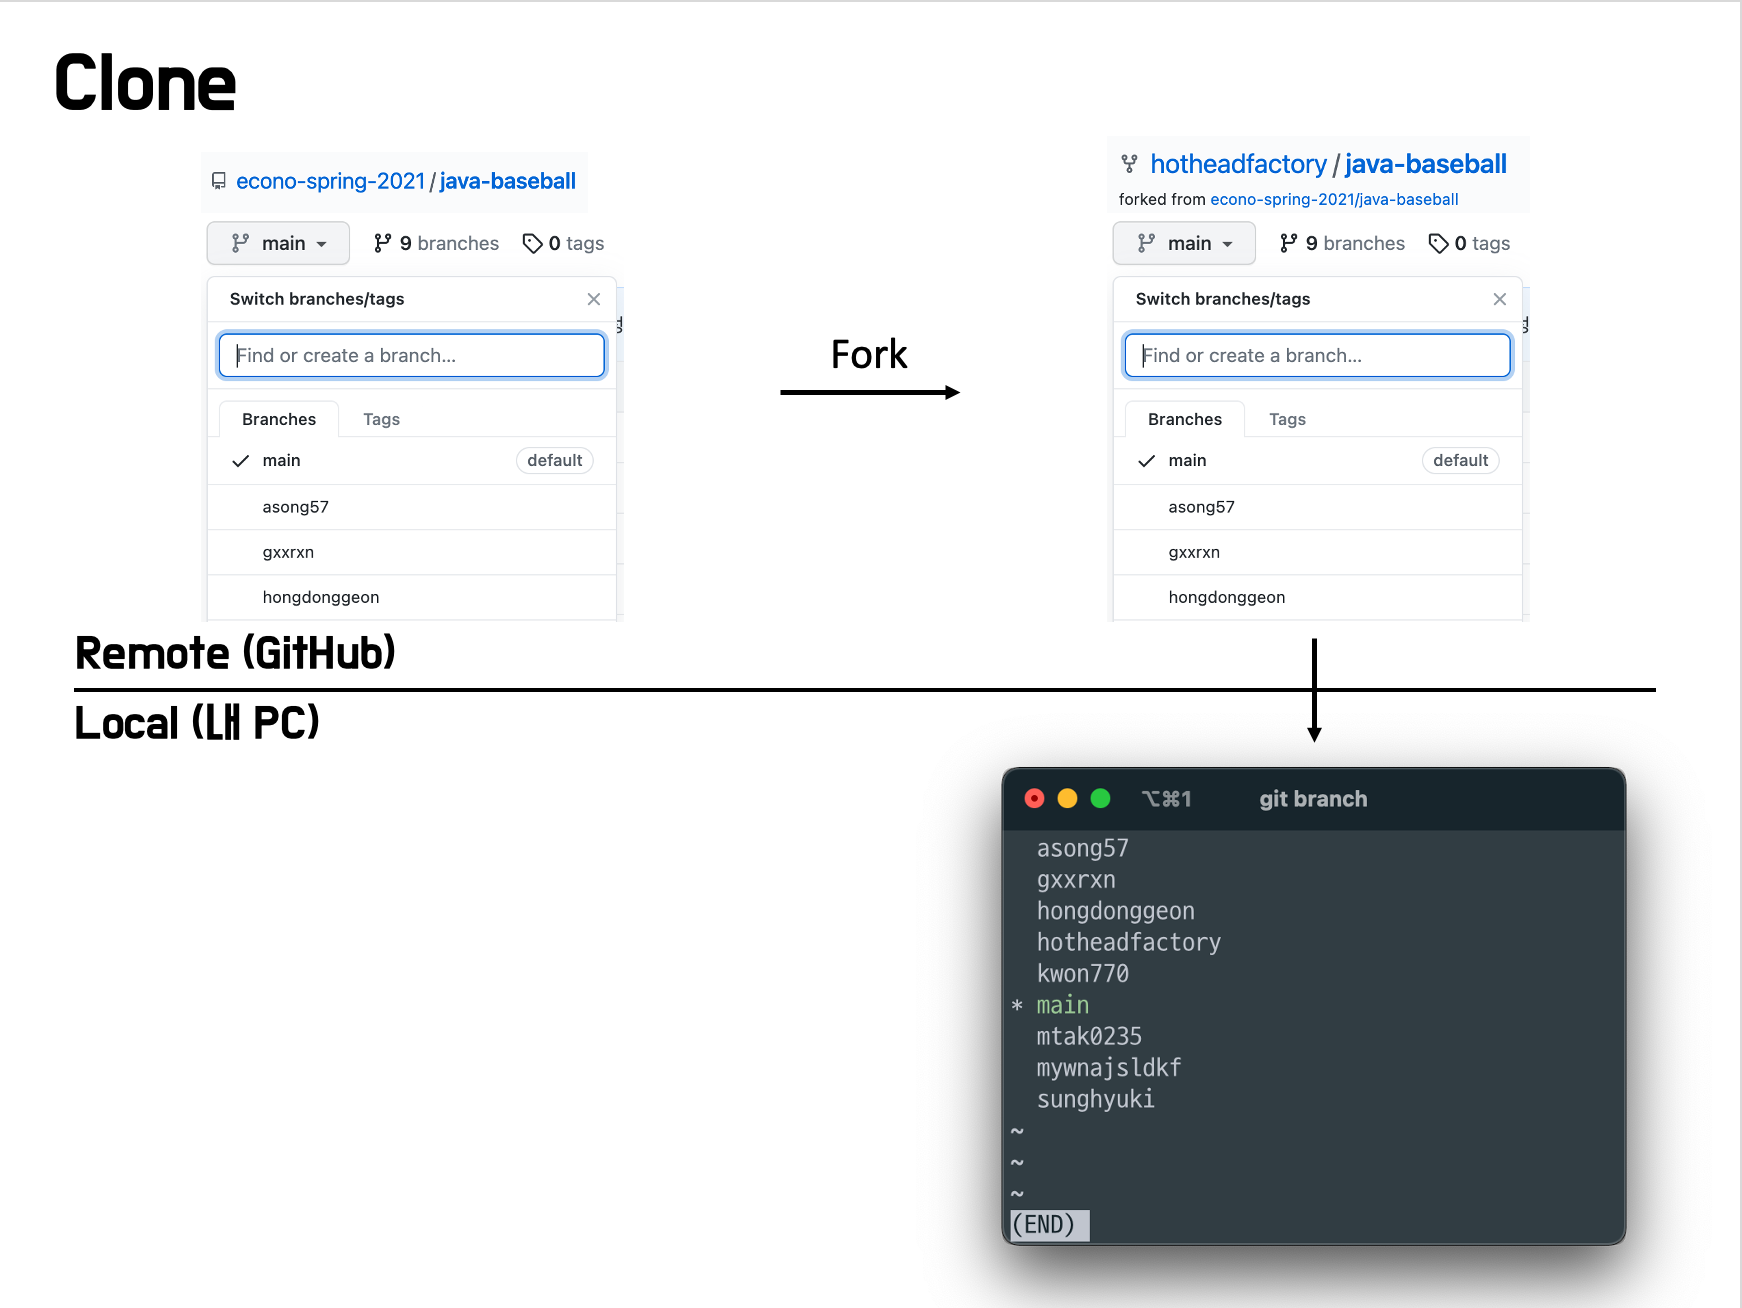 Clone
econo-spring-2021/java-baseball
main
9 branches
0 tags
Switch branches/tags
Find or create a branch...
Branches
Tags
main
default
asong57
gxxrxn
hongdonggeon
Fork
hotheadfactory/java-baseball
forked from econo-spring-2021/java-baseball
main
9 branches
0 tags
Switch branches/tags
Find or create a branch...
Branches
Tags
main
default
asong57
gxxrxn
hongdonggeon
Remote (GitHub)
Local (내 PC)
⌥⌘1
git branch
asong57
gxxrxn
hongdonggeon
hotheadfactory
kwon770
* main
mtak0235
mywnajsldkf
sunghyuki
~
~
~
(END)